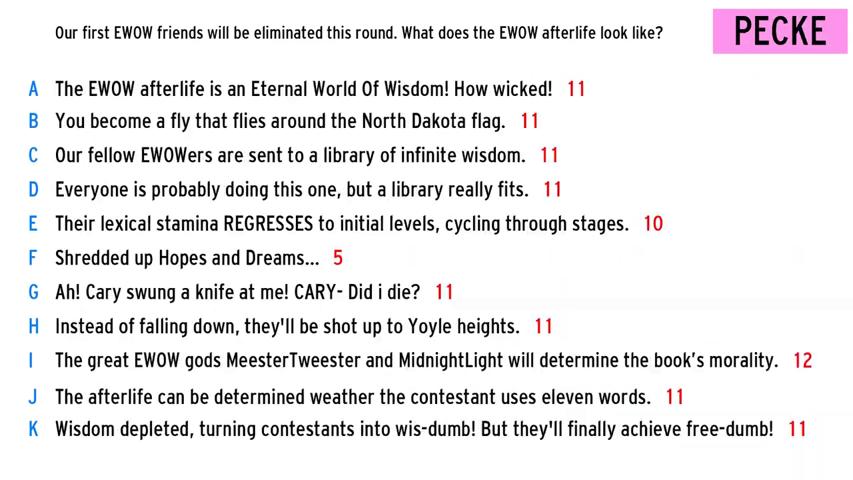 Our first EWOW friends will be eliminated this round. What does the EWOW afterlife look like?
PECKE
A The EWOW afterlife is an Eternal World Of Wisdom! How wicked! 11
B You become a fly that flies around the North Dakota flag. 11
C Our fellow EWOWers are sent to a library of infinite wisdom. 11
D Everyone is probably doing this one, but a library really fits. 11
E Their lexical stamina REGRESSES to initial levels, cycling through stages. 10
F Shredded up Hopes and Dreams... 5
G Ah! Cary swung a knife at me! CARY- Did i die? 11
H Instead of falling down, they'll be shot up to Yoyle heights. 11
I The great EWOW gods MeesterTweester and MidnightLight will determine the book's morality. 12
J The afterlife can be determined weather the contestant uses eleven words. 11
K Wisdom depleted, turning contestants into wis-dumb! But they'll finally achieve free-dumb! 11